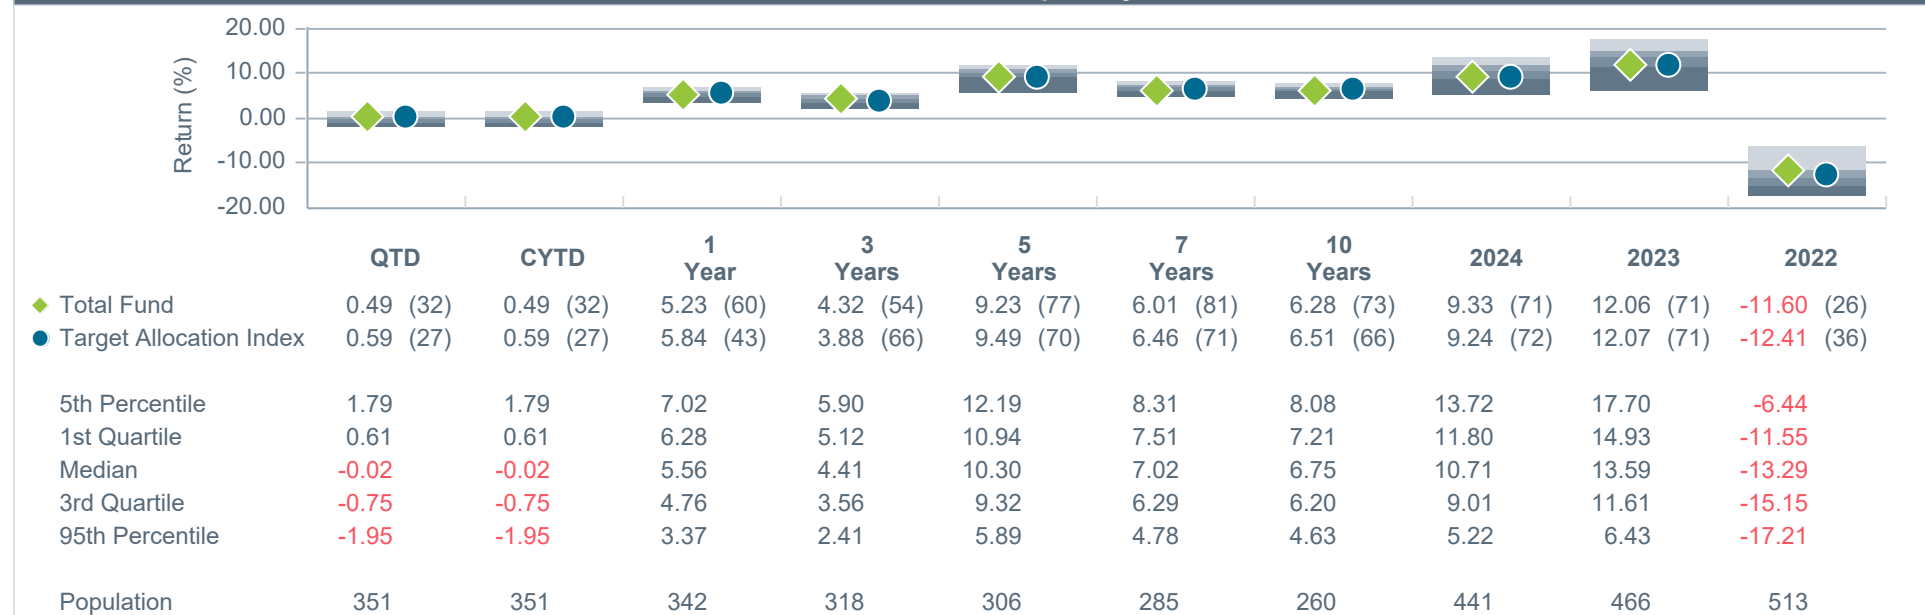 20.00
10.00
0.00
-10.00
-20.00
Return (%)
QTD CYTD 1 Year 3 Years 5 Years 7 Years 10 Years 2024 2023 2022
Total Fund 0.49 (32) 0.49 (32) 5.23 (60) 4.32 (54) 9.23 (77) 6.01 (81) 6.28 (73) 9.33 (71) 12.06 (71) -11.60 (26)
Target Allocation Index 0.59 (27) 0.59 (27) 5.84 (43) 3.88 (66) 9.49 (70) 6.46 (71) 6.51 (66) 9.24 (72) 12.07 (71) -12.41 (36)
5th Percentile 1.79 1.79 7.02 5.90 12.19 8.31 8.08 13.72 17.70 -6.44
1st Quartile 0.61 0.61 6.28 5.12 10.94 7.51 7.21 11.80 14.93 -11.55
Median -0.02 -0.02 5.56 4.41 10.30 7.02 6.75 10.71 13.59 -13.29
3rd Quartile -0.75 -0.75 4.76 3.56 9.32 6.29 6.20 9.01 11.61 -15.15
95th Percentile -1.95 -1.95 3.37 2.41 5.89 4.78 4.63 5.22 6.43 -17.21
Population 351 351 342 318 306 285 260 441 466 513